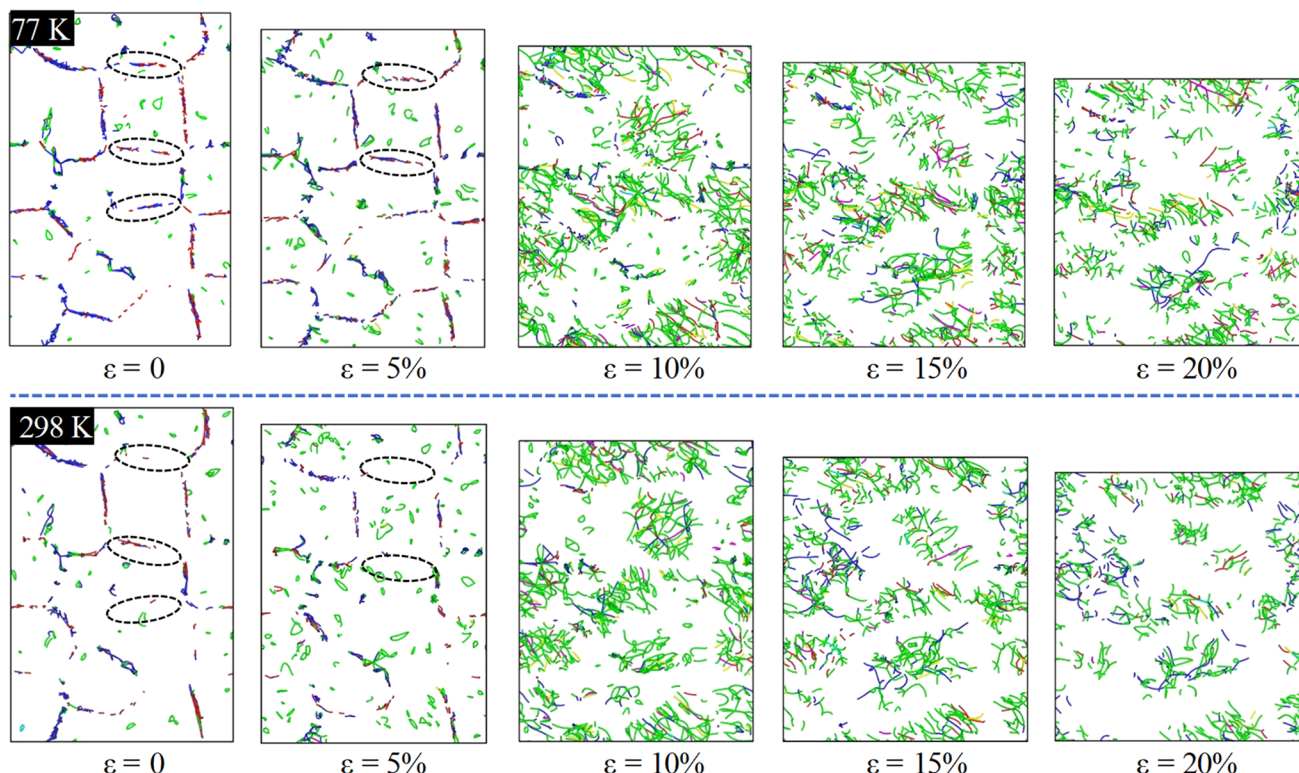 77 K
ε = 0
ε = 5%
ε = 10%
ε = 15%
ε = 20%
298 K
ε = 0
ε = 5%
ε = 10%
ε = 15%
ε = 20%